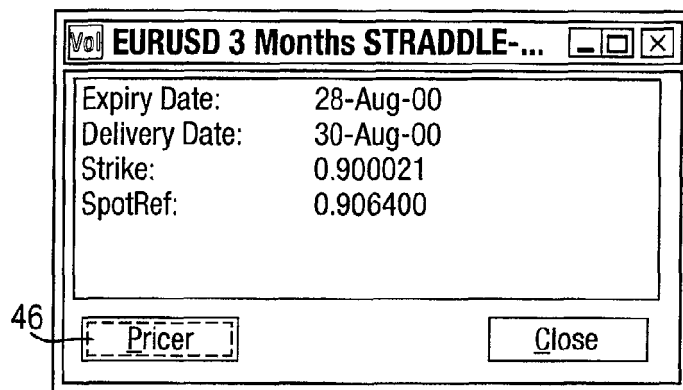 Vol EURUSD 3 Months STRADDLE-...
Expiry Date: 28-Aug-00
Delivery Date: 30-Aug-00
Strike: 0.900021
SpotRef: 0.906400
46
Pricer Close